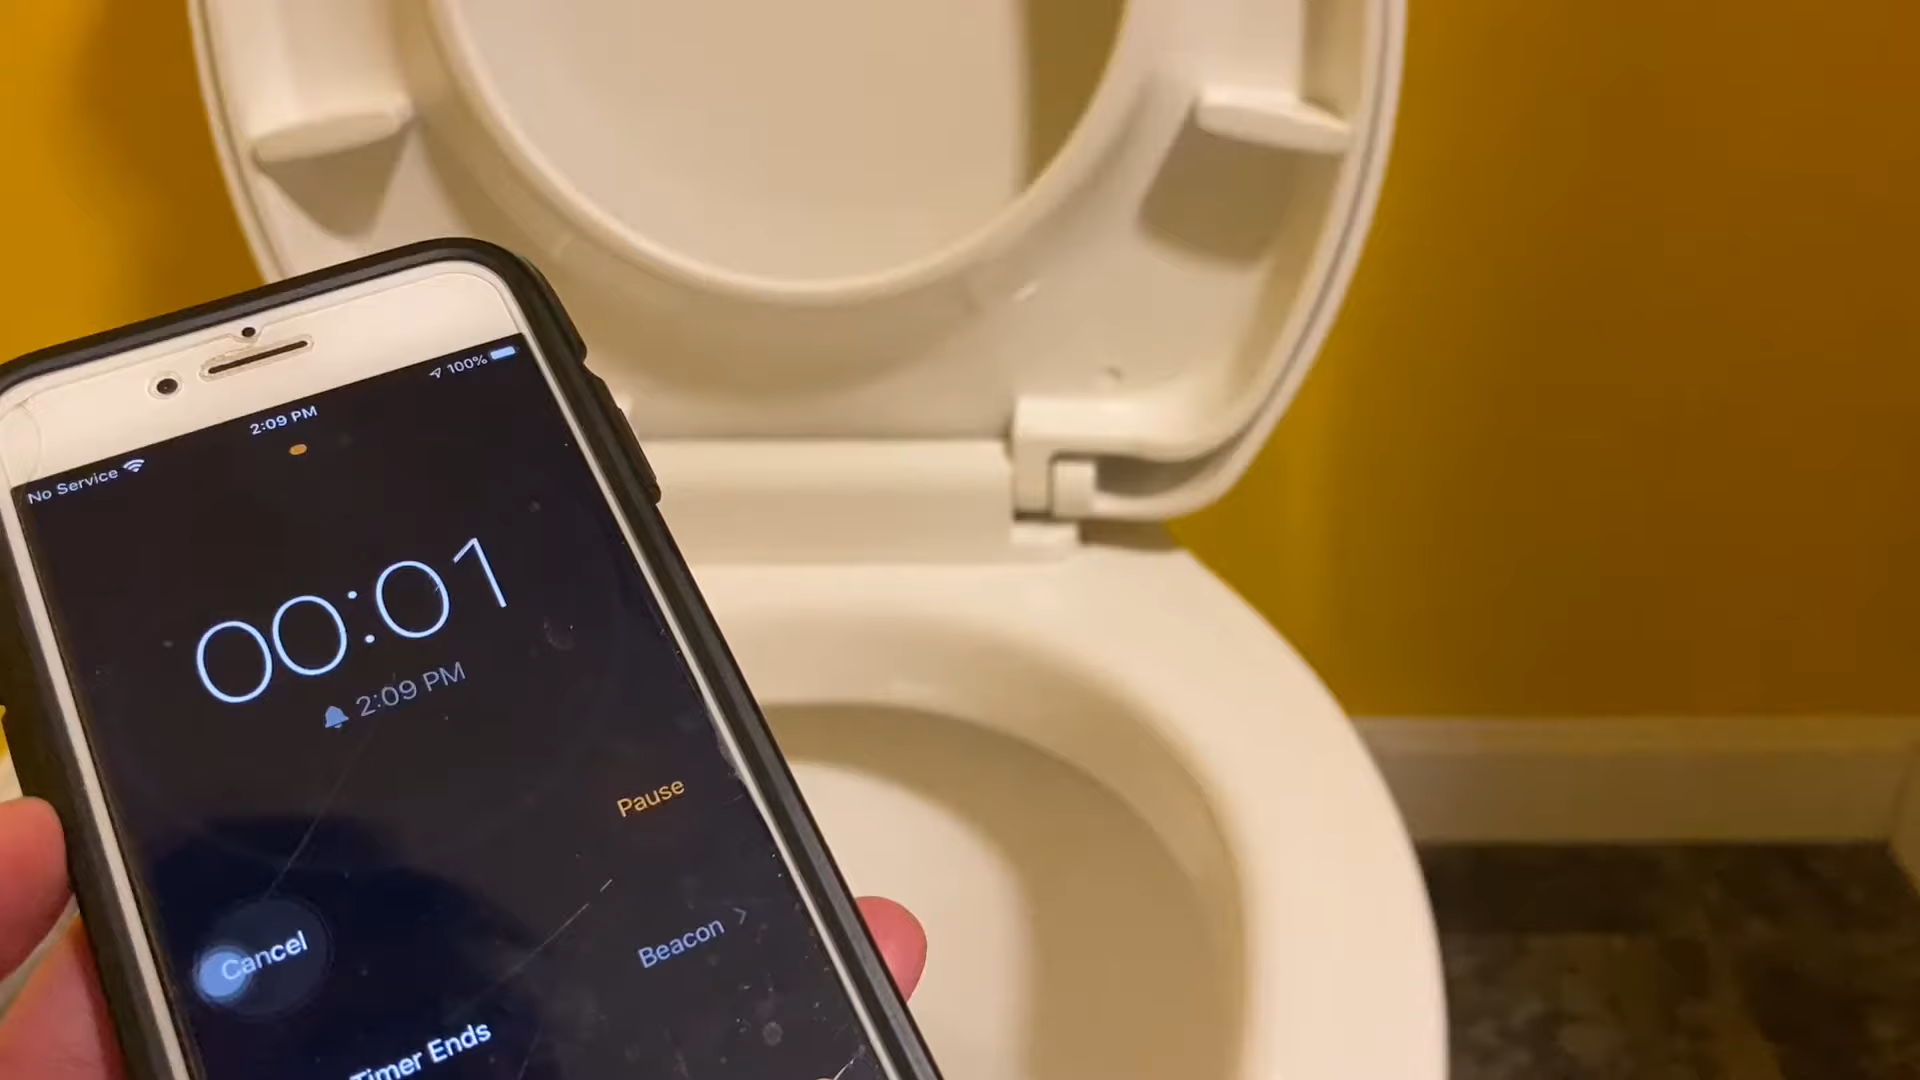 2:09 PM
100%
No Service
00:01
2:09 PM
Pause
Cancel
Beacon
Timer Ends